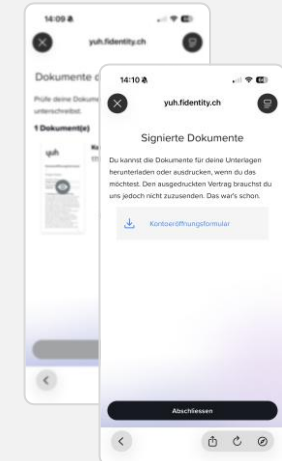 14:09
yuh.fidentity.ch
Dokumente
Prüfe deine Dokume
unterschreibst.
1 Dokument(e)
yuh
14:10
yuh.fidentity.ch
Signierte Dokumente
Du kannst die Dokumente für deine Unterlagen
herunterladen oder ausdrucken, wenn du das
möchtest. Den ausgedruckten Vertrag brauchst du
uns jedoch nicht zuzusenden. Das war's schon.
Kontoeröffnungsformular
Abschliessen